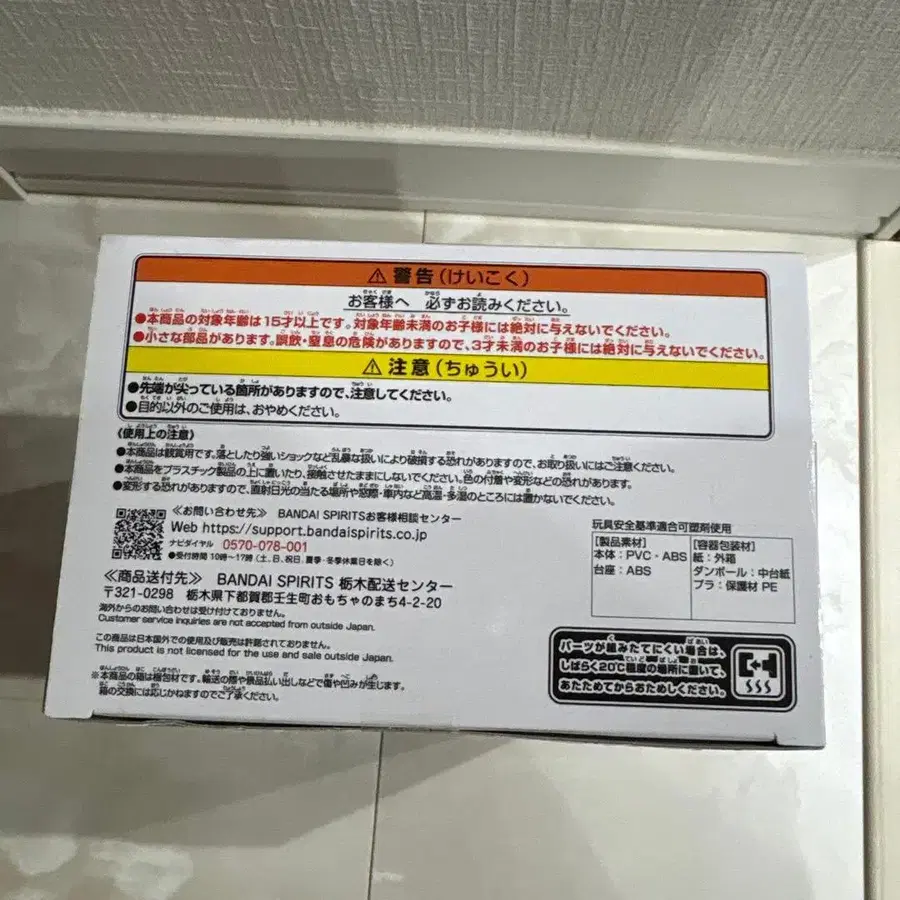 ⚠ 警告(けいこく)
お客様へ 必ずお読みください。
●本商品の対象年齢は15才以上です。対象年齢未満のお子様には絶対に与えないでください。
●小さな部品があります。誤飲・窒息の危険がありますので、3才未満のお子様には絶対に与えないでください。
⚠ 注意(ちゅうい)
●先端が尖っている箇所がありますので、注意してください。
●目的以外のご使用は、おやめください。
《使用上の注意》
●本商品は観賞用です。落としたり強いショックなど乱暴な扱いにより破損する恐れがありますので、お取り扱いにはご注意ください。
●本商品をプラスチック製品の上に置いたり、接触させたままにしないでください。色の付着や変形などの恐れがあります。
●変形する恐れがありますので、直射日光の当たる場所や窓際・車内など高温・多湿のところには置かないでください。
≪お問い合わせ先≫ BANDAI SPIRITSお客様相談センター
Web https://support.bandaispirits.co.jp
ナビダイヤル 0570-078-001
●受付時間 10時〜17時(土、日、祝日、夏季・冬季休業日を除く)
≪商品送付先≫ BANDAI SPIRITS 栃木配送センター
〒321-0298 栃木県下都賀郡壬生町おもちゃのまち4-2-20
海外からのお問い合わせは受け付けておりません。
Customer service inquiries are not accepted from outside Japan.
この商品は日本国外での使用及び販売は許諾されておりません。
This product is not licensed for the use and sale outside Japan.
※本商品の箱は梱包材です。輸送の際や景品払い出しなどで傷や凹みが生じます。
箱の交換には応じかねますのでご了承ください。
玩具安全基準適合可塑剤使用
[製品素材]
本体:PVC・ABS
台座:ABS
[容器包装材]
紙:外箱
ダンボール:中台紙
プラ:保護材 PE
パーツが組みたてにくい場合は、
しばらく20℃程度の場所に置いて、
あたためてからおためしください。